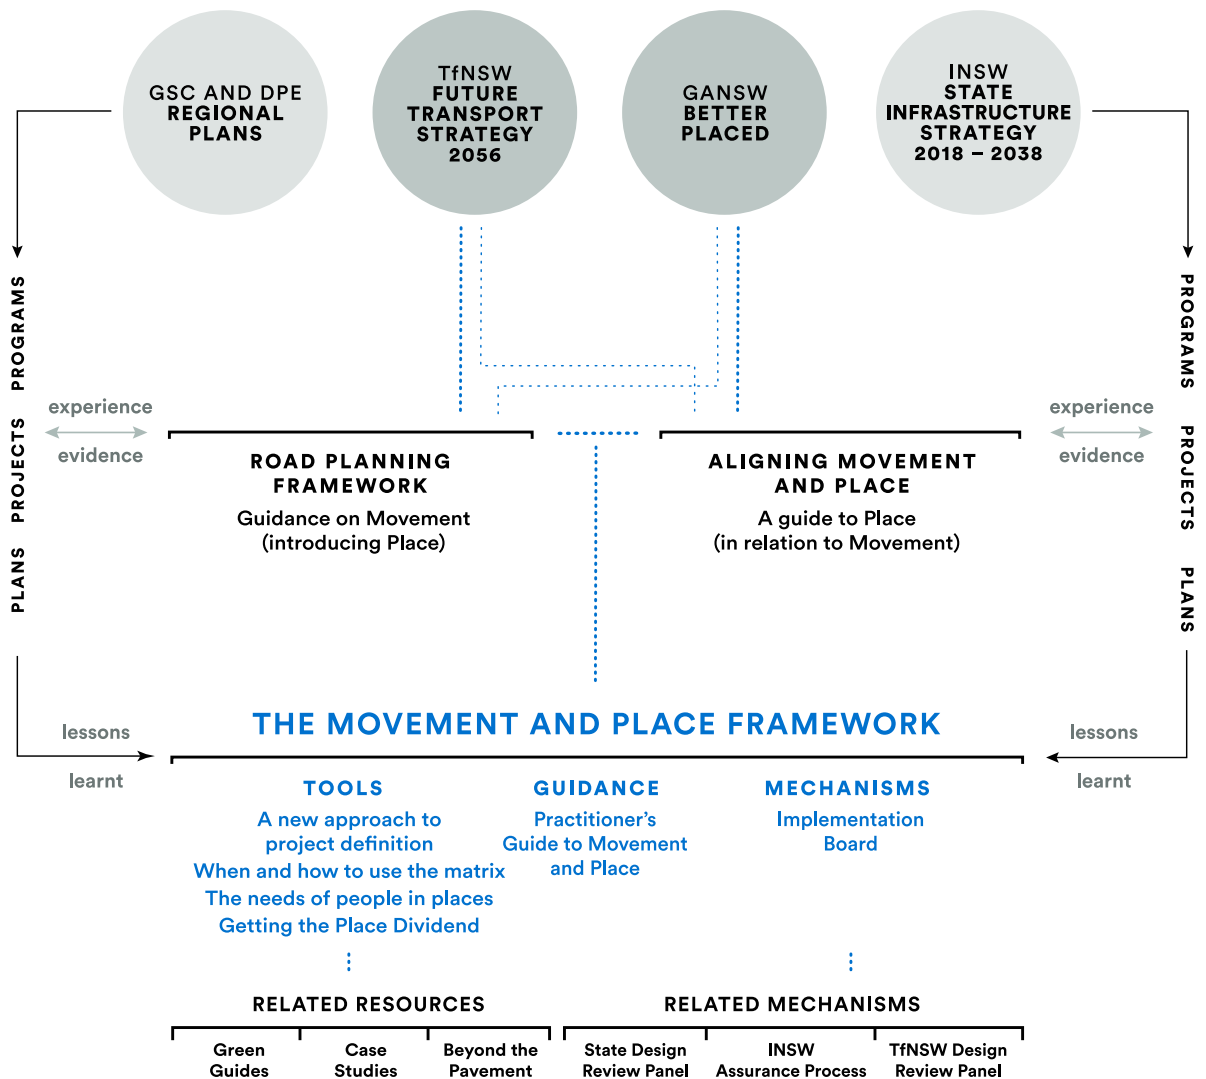 GSC AND DPE
REGIONAL
PLANS
TfNSW
FUTURE
TRANSPORT
STRATEGY
2056
GANSW
BETTER
PLACED
INSW
STATE
INFRASTRUCTURE
STRATEGY
2018 – 2038
PLANS PROJECTS PROGRAMS
PROGRAMS PROJECTS PLANS
experience
evidence
experience
evidence
ROAD PLANNING
FRAMEWORK
Guidance on Movement
(introducing Place)
ALIGNING MOVEMENT
AND PLACE
A guide to Place
(in relation to Movement)
lessons
learnt
lessons
learnt
THE MOVEMENT AND PLACE FRAMEWORK
TOOLS
A new approach to
project definition
When and how to use the matrix
The needs of people in places
Getting the Place Dividend
GUIDANCE
Practitioner’s
Guide to Movement
and Place
MECHANISMS
Implementation
Board
RELATED RESOURCES
Green
Guides
Case
Studies
Beyond the
Pavement
RELATED MECHANISMS
State Design
Review Panel
INSW
Assurance Process
TfNSW Design
Review Panel